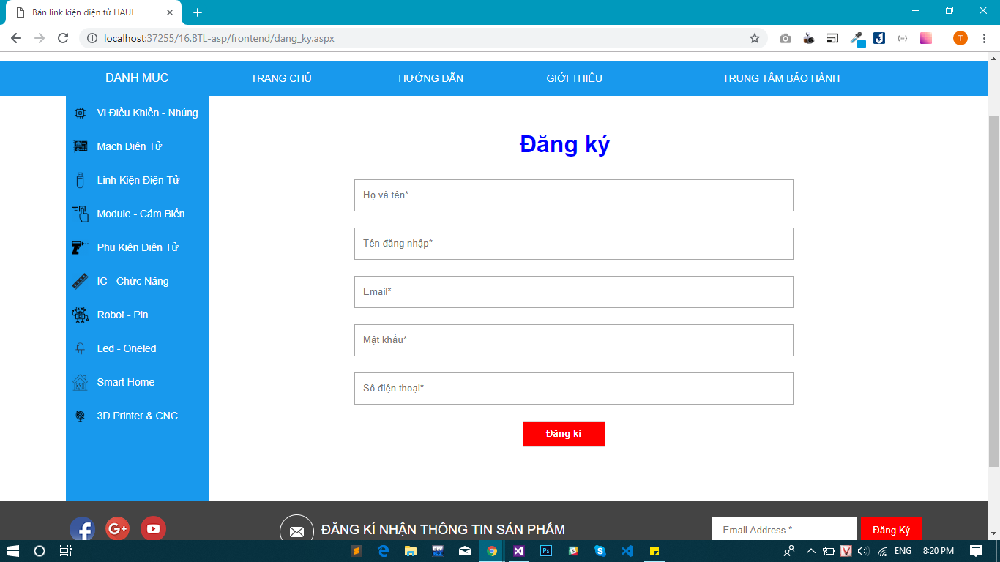 Bán link kiện điện tử HAUI
localhost:37255/16.BTL-asp/frontend/dang_ky.aspx
T
DANH MỤC
TRANG CHỦ
HƯỚNG DẪN
GIỚI THIỆU
TRUNG TÂM BẢO HÀNH
Vi Điều Khiển - Nhúng
Mạch Điện Tử
Linh Kiện Điện Tử
Module - Cảm Biến
Phụ Kiện Điện Tử
IC - Chức Năng
Robot - Pin
Led - Oneled
Smart Home
3D Printer & CNC
Đăng ký
Họ và tên*
Tên đăng nhập*
Email*
Mật khẩu*
Số điện thoại*
Đăng kí
ĐĂNG KÍ NHẬN THÔNG TIN SẢN PHẨM
Email Address *
Đăng Ký
ENG
8:20 PM